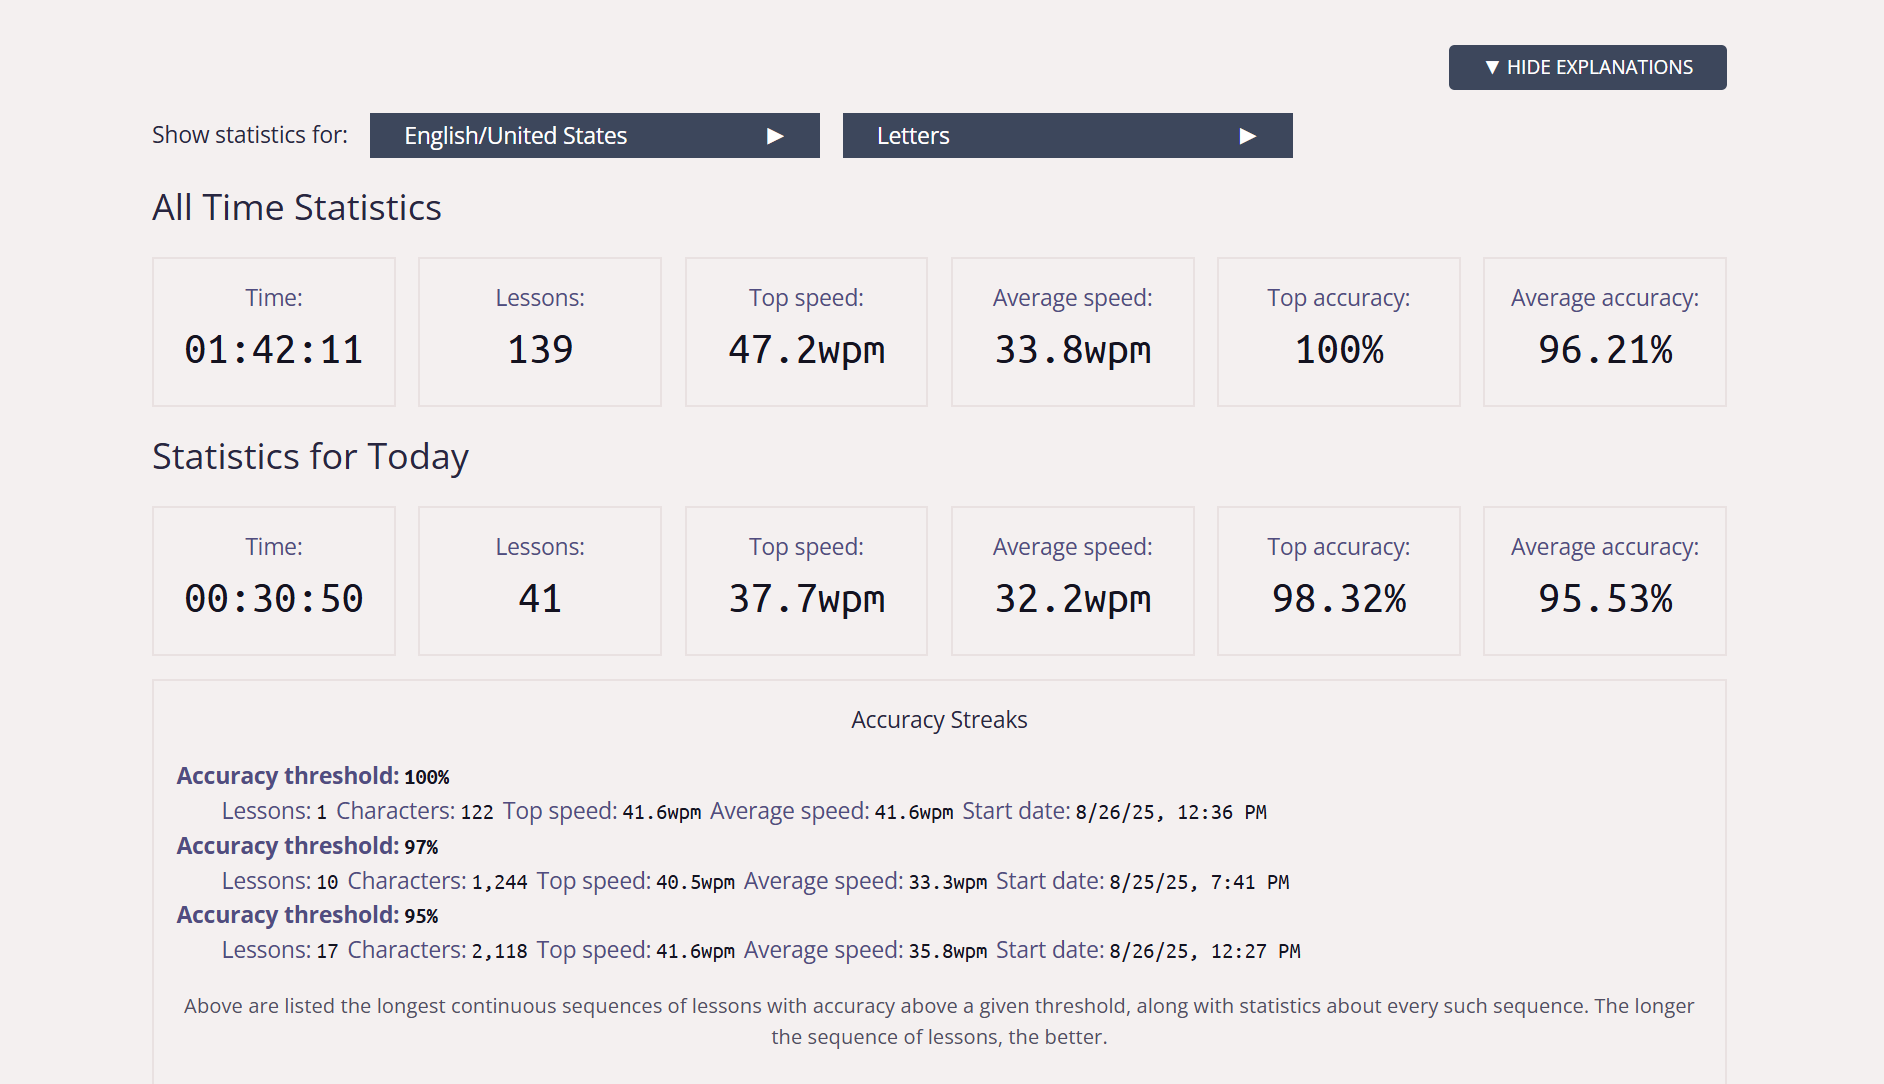 ▼ HIDE EXPLANATIONS
Show statistics for: English/United States ▶ Letters ▶
All Time Statistics
Time: Lessons: Top speed: Average speed: Top accuracy: Average accuracy:
01:42:11 139 47.2wpm 33.8wpm 100% 96.21%
Statistics for Today
Time: Lessons: Top speed: Average speed: Top accuracy: Average accuracy:
00:30:50 41 37.7wpm 32.2wpm 98.32% 95.53%
Accuracy Streaks
Accuracy threshold: 100%
Lessons: 1 Characters: 122 Top speed: 41.6wpm Average speed: 41.6wpm Start date: 8/26/25, 12:36 PM
Accuracy threshold: 97%
Lessons: 10 Characters: 1,244 Top speed: 40.5wpm Average speed: 33.3wpm Start date: 8/25/25, 7:41 PM
Accuracy threshold: 95%
Lessons: 17 Characters: 2,118 Top speed: 41.6wpm Average speed: 35.8wpm Start date: 8/26/25, 12:27 PM
Above are listed the longest continuous sequences of lessons with accuracy above a given threshold, along with statistics about every such sequence. The longer
the sequence of lessons, the better.